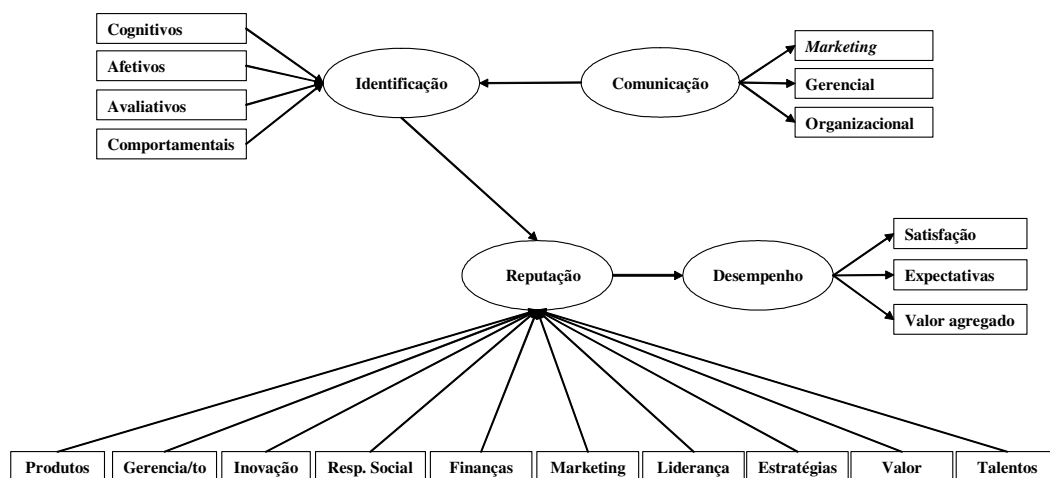 Cognitivos
Afetivos
Avaliativos
Comportamentais
Identificação
Comunicação
Marketing
Gerencial
Organizacional
Reputação
Desempenho
Satisfação
Expectativas
Valor agregado
Produtos
Gerencia/to
Inovação
Resp. Social
Finanças
Marketing
Liderança
Estratégias
Valor
Talentos